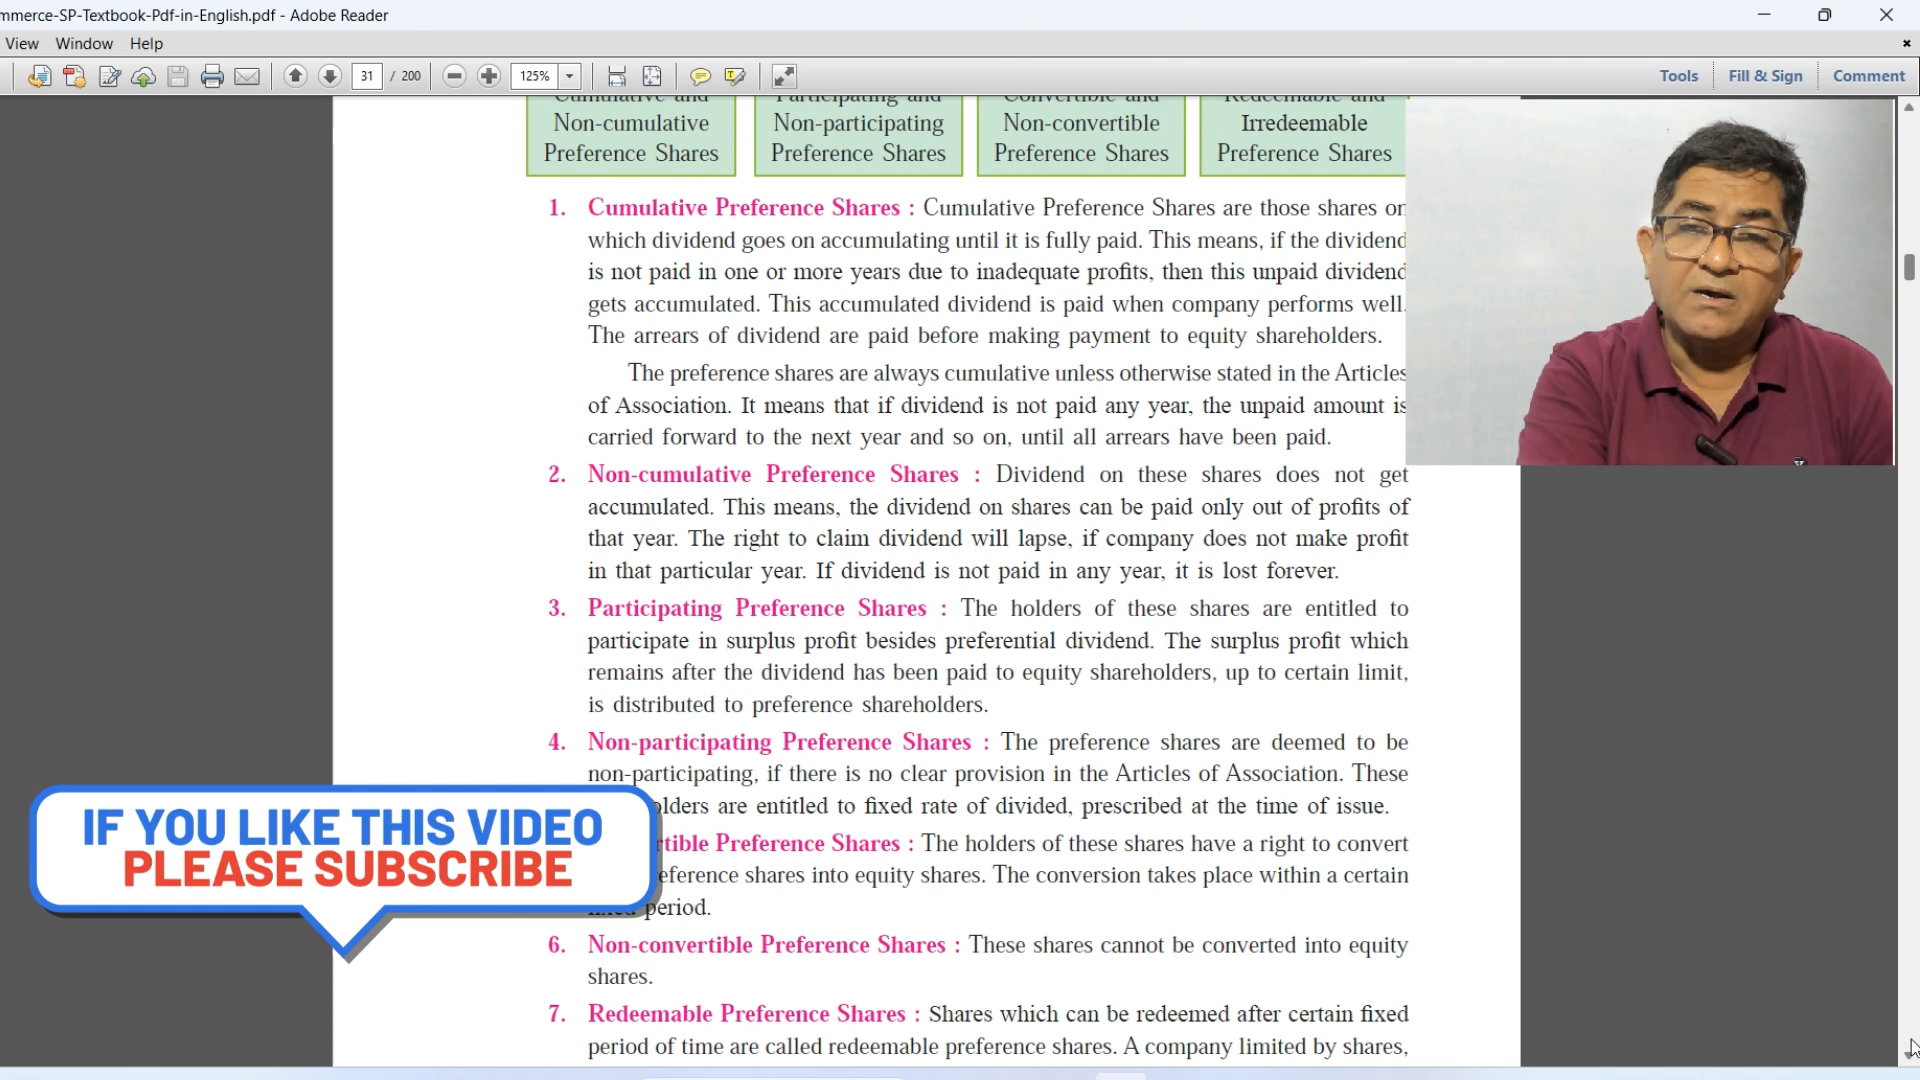 mmerce-SP-Textbook-Pdf-in-English.pdf - Adobe Reader
View Window Help
31 / 200 125% Tools Fill & Sign Comment
Cumulative and
Non-cumulative
Preference Shares
Participating and
Non-participating
Preference Shares
Convertible and
Non-convertible
Preference Shares
Redeemable and
Irredeemable
Preference Shares
1. Cumulative Preference Shares : Cumulative Preference Shares are those shares on
which dividend goes on accumulating until it is fully paid. This means, if the dividend
is not paid in one or more years due to inadequate profits, then this unpaid dividend
gets accumulated. This accumulated dividend is paid when company performs well.
The arrears of dividend are paid before making payment to equity shareholders.
The preference shares are always cumulative unless otherwise stated in the Articles
of Association. It means that if dividend is not paid any year, the unpaid amount is
carried forward to the next year and so on, until all arrears have been paid.
2. Non-cumulative Preference Shares : Dividend on these shares does not get
accumulated. This means, the dividend on shares can be paid only out of profits of
that year. The right to claim dividend will lapse, if company does not make profit
in that particular year. If dividend is not paid in any year, it is lost forever.
3. Participating Preference Shares : The holders of these shares are entitled to
participate in surplus profit besides preferential dividend. The surplus profit which
remains after the dividend has been paid to equity shareholders, up to certain limit,
is distributed to preference shareholders.
4. Non-participating Preference Shares : The preference shares are deemed to be
non-participating, if there is no clear provision in the Articles of Association. These
olders are entitled to fixed rate of divided, prescribed at the time of issue.
rtible Preference Shares : The holders of these shares have a right to convert
eference shares into equity shares. The conversion takes place within a certain
period.
6. Non-convertible Preference Shares : These shares cannot be converted into equity
shares.
7. Redeemable Preference Shares : Shares which can be redeemed after certain fixed
period of time are called redeemable preference shares. A company limited by shares,
IF YOU LIKE THIS VIDEO
PLEASE SUBSCRIBE